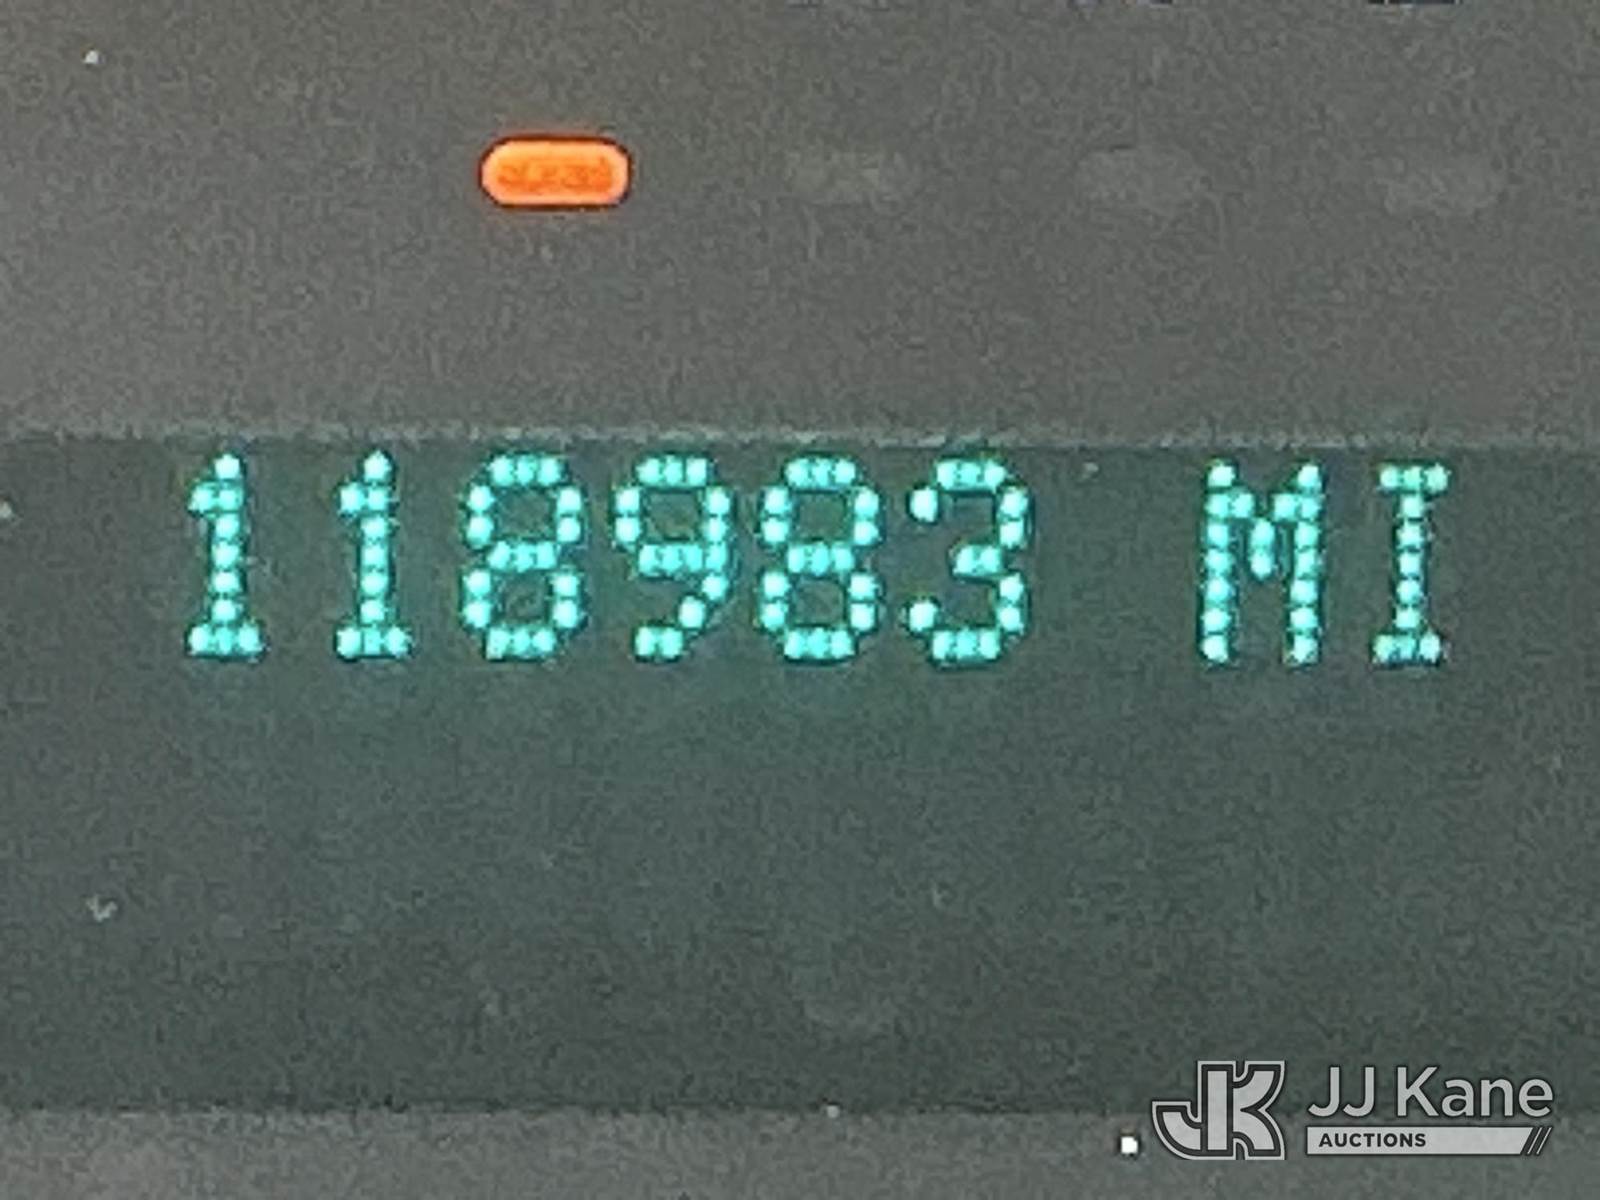 118983 MI
JJ Kane
AUCTIONS